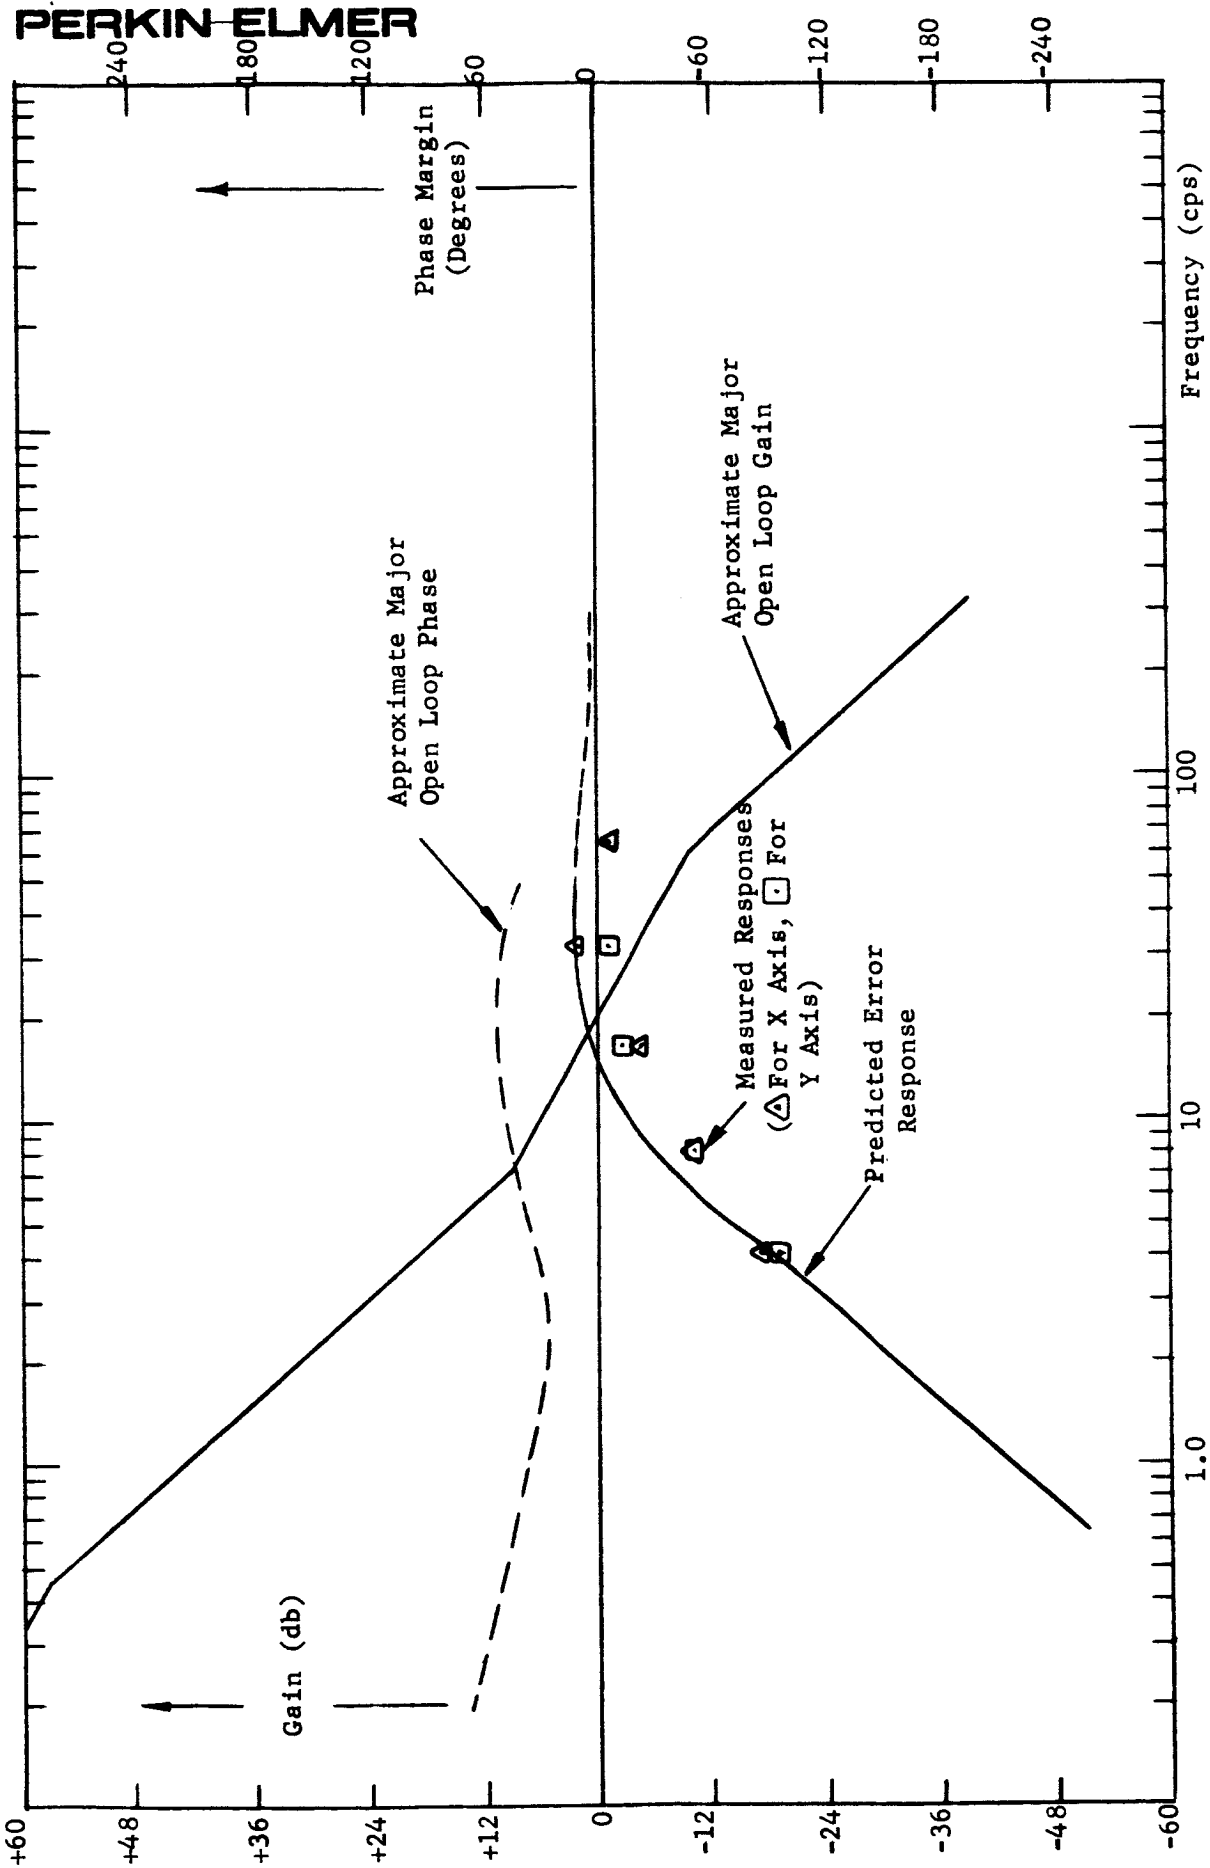 PERKIN-ELMER
240
180
120
60
0
-60
-120
-180
-240
Phase Margin
(Degrees)
Approximate Major
Open Loop Phase
Approximate Major
Open Loop Gain
Measured Responses
(△For X Axis, ⊡ For
Y Axis)
Predicted Error
Response
Gain (db)
+60
+48
+36
+24
+12
0
-12
-24
-36
-48
-60
1.0
10
100
Frequency (cps)